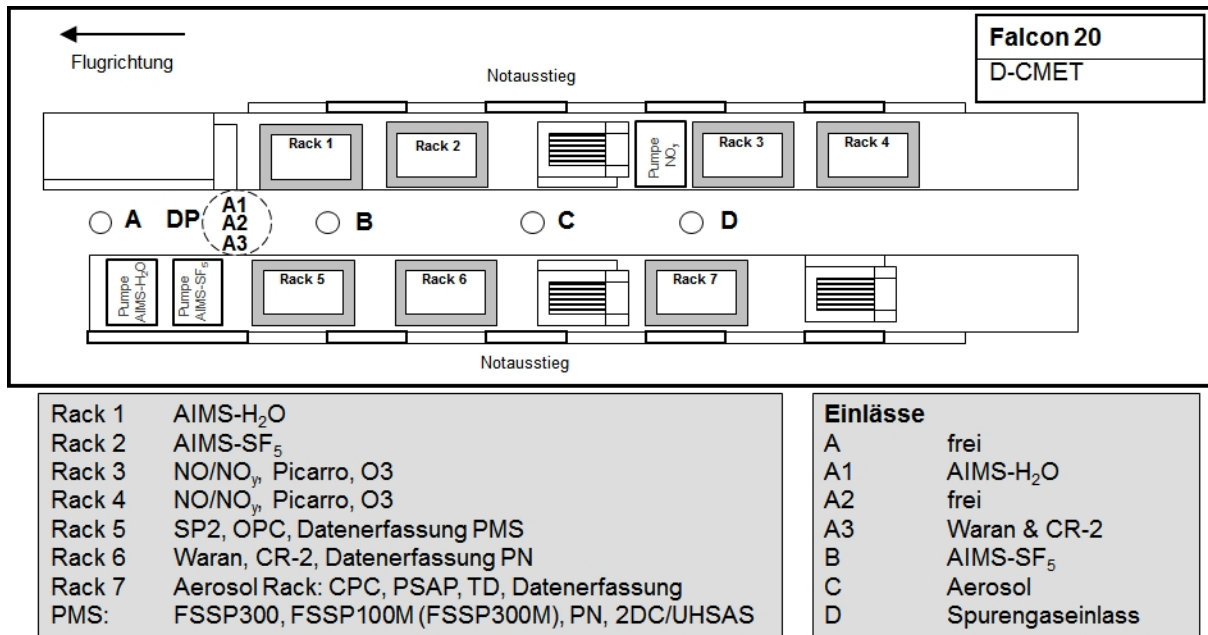 Flugrichtung
Falcon 20
D-CMET
Notausstieg
Rack 1
Rack 2
Pumpe
NOy
Rack 3
Rack 4
A
DP
A1
A2
A3
B
C
D
Pumpe
AIMS-H₂O
Pumpe
AIMS-SF₅
Rack 5
Rack 6
Rack 7
Notausstieg
Rack 1 AIMS-H₂O
Rack 2 AIMS-SF₅
Rack 3 NO/NOy, Picarro, O3
Rack 4 NO/NOy, Picarro, O3
Rack 5 SP2, OPC, Datenerfassung PMS
Rack 6 Waran, CR-2, Datenerfassung PN
Rack 7 Aerosol Rack: CPC, PSAP, TD, Datenerfassung
PMS: FSSP300, FSSP100M (FSSP300M), PN, 2DC/UHSAS
Einlässe
A frei
A1 AIMS-H₂O
A2 frei
A3 Waran & CR-2
B AIMS-SF₅
C Aerosol
D Spurengaseinlass